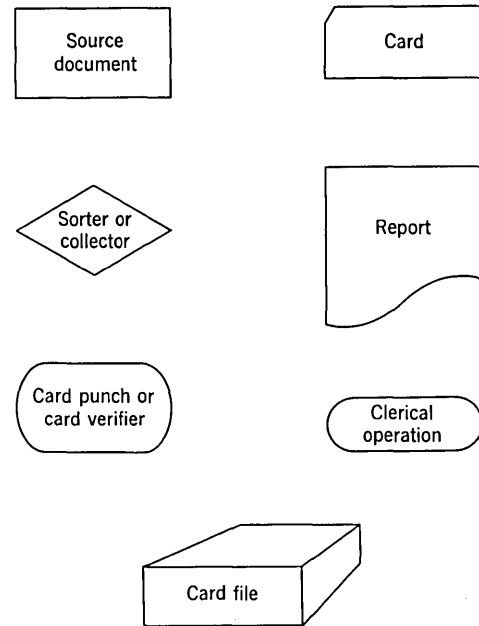 Source
document
Card
Sorter or
collector
Report
Card punch or
card verifier
Clerical
operation
Card file